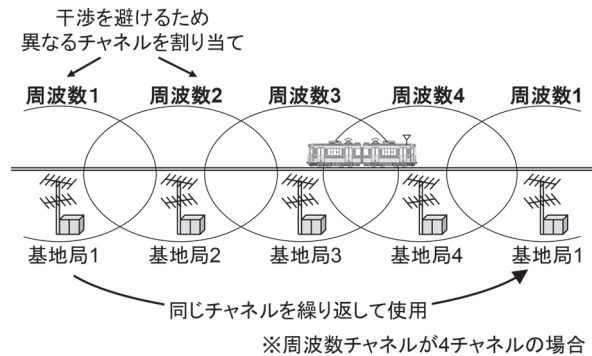 干渉を避けるため
異なるチャネルを割り当て
周波数1 周波数2 周波数3 周波数4 周波数1
基地局1 基地局2 基地局3 基地局4 基地局1
同じチャネルを繰り返して使用
※周波数チャネルが4チャネルの場合